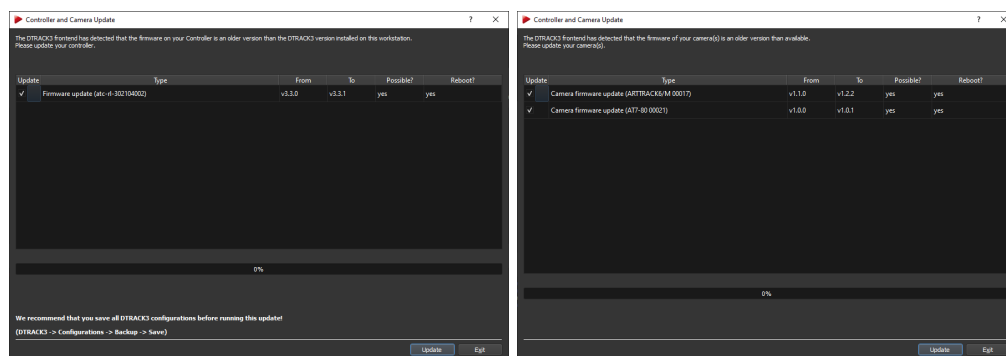 Controller and Camera Update
? ×
The DTRACK3 frontend has detected that the firmware on your Controller is an older version than the DTRACK3 version installed on this workstation.
Please update your controller.
Update Type From To Possible? Reboot?
Firmware update (atc-rl-302104002) v3.3.0 v3.3.1 yes yes
0%
We recommend that you save all DTRACK3 configurations before running this update!
(DTRACK3 -> Configurations -> Backup -> Save)
Update Exit
Controller and Camera Update
? ×
The DTRACK3 frontend has detected that the firmware of your camera(s) is an older version than available.
Please update your camera(s).
Update Type From To Possible? Reboot?
Camera firmware update (ARTTRACK6/M 00017) v1.1.0 v1.2.2 yes yes
Camera firmware update (AT7-80 00021) v1.0.0 v1.0.1 yes yes
0%
Update Exit